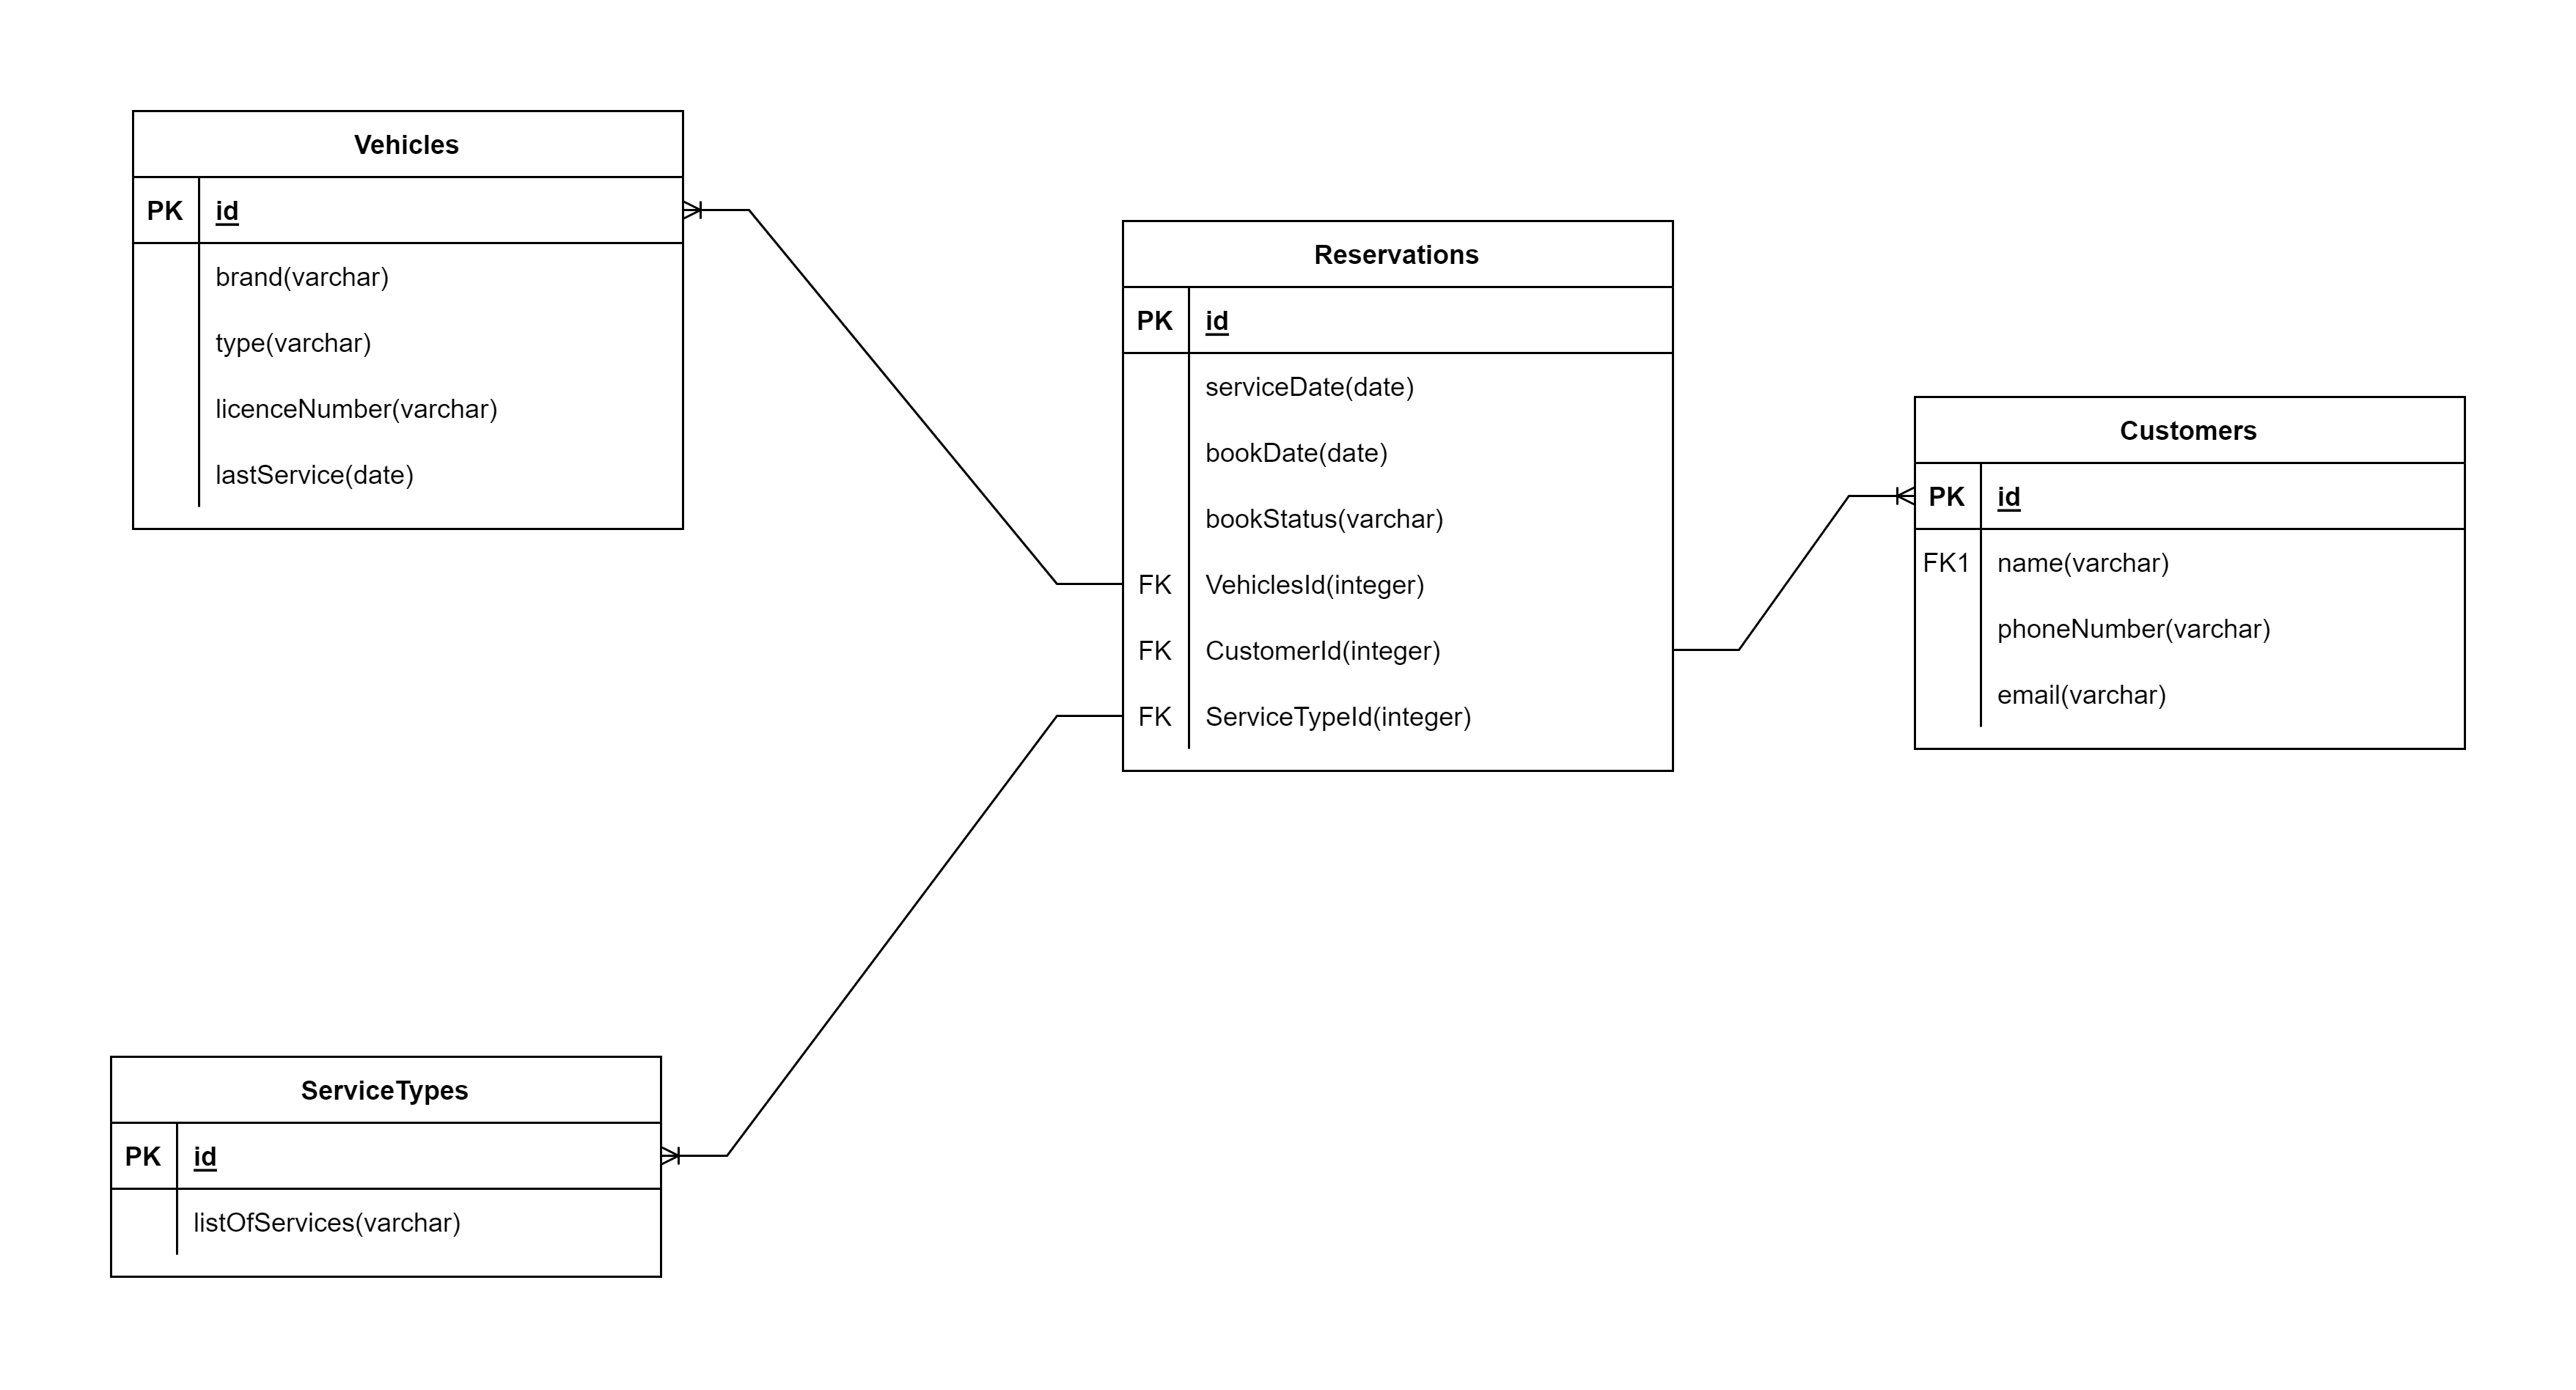 Vehicles
PK id
brand(varchar)
type(varchar)
licenceNumber(varchar)
lastService(date)
Reservations
PK id
serviceDate(date)
bookDate(date)
bookStatus(varchar)
FK VehiclesId(integer)
FK CustomerId(integer)
FK ServiceTypeId(integer)
Customers
PK id
FK1 name(varchar)
phoneNumber(varchar)
email(varchar)
ServiceTypes
PK id
listOfServices(varchar)